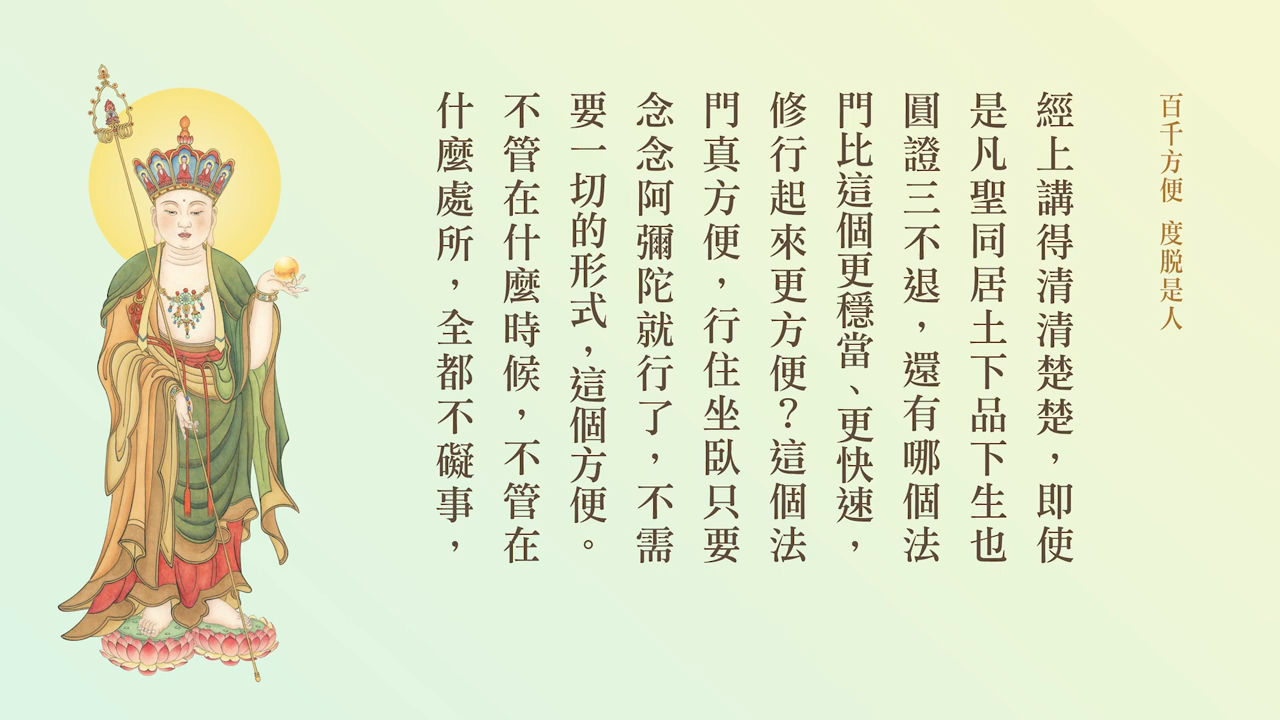 百千方便 度脱是人
經上講得清清楚楚，即使
是凡聖同居土下品下生也
圓證三不退，還有哪個法
門比這個更穩當、更快速，
修行起來更方便？這個法
門真方便，行住坐臥只要
念念阿彌陀就行了，不需
要一切的形式，這個方便。
不管在什麼時候，不管在
什麼處所，全都不礙事，